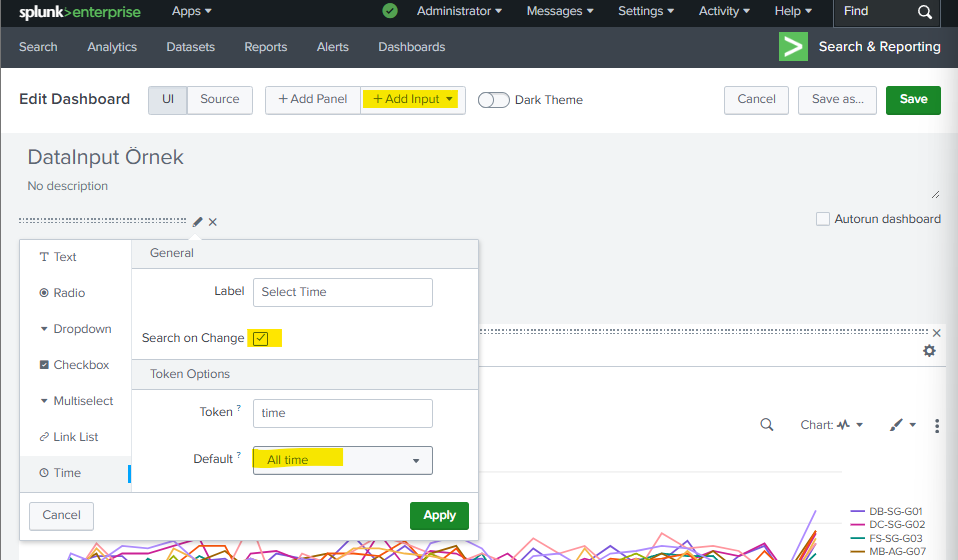 splunk>enterprise Apps Administrator Messages Settings Activity Help Find
Search Analytics Datasets Reports Alerts Dashboards Search & Reporting
Edit Dashboard UI Source + Add Panel + Add Input Dark Theme Cancel Save as... Save
DataInput Örnek
No description
Autorun dashboard
Text
Radio
Dropdown
Checkbox
Multiselect
Link List
Time
General
Label Select Time
Search on Change
Token Options
Token ? time
Default ? All time
Cancel Apply
Chart:
DB-SG-G01
DC-SG-G02
FS-SG-G03
MB-AG-G07